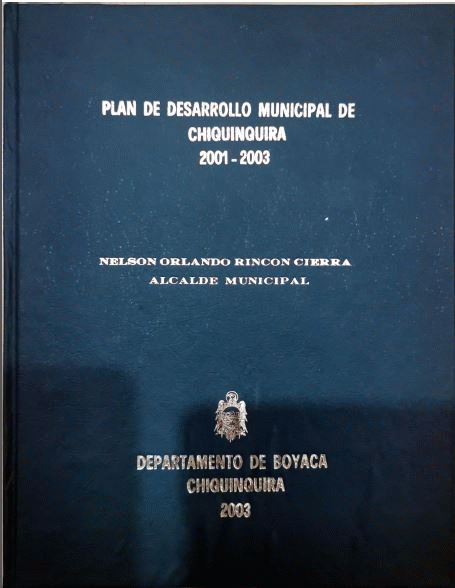 PLAN DE DESARROLLO MUNICIPAL DE
CHIQUINQUIRA
2001-2003
NELSON ORLANDO RINCON CIERRA
ALCALDE MUNICIPAL
DEPARTAMENTO DE BOYACA
CHIQUINQUIRA
2003